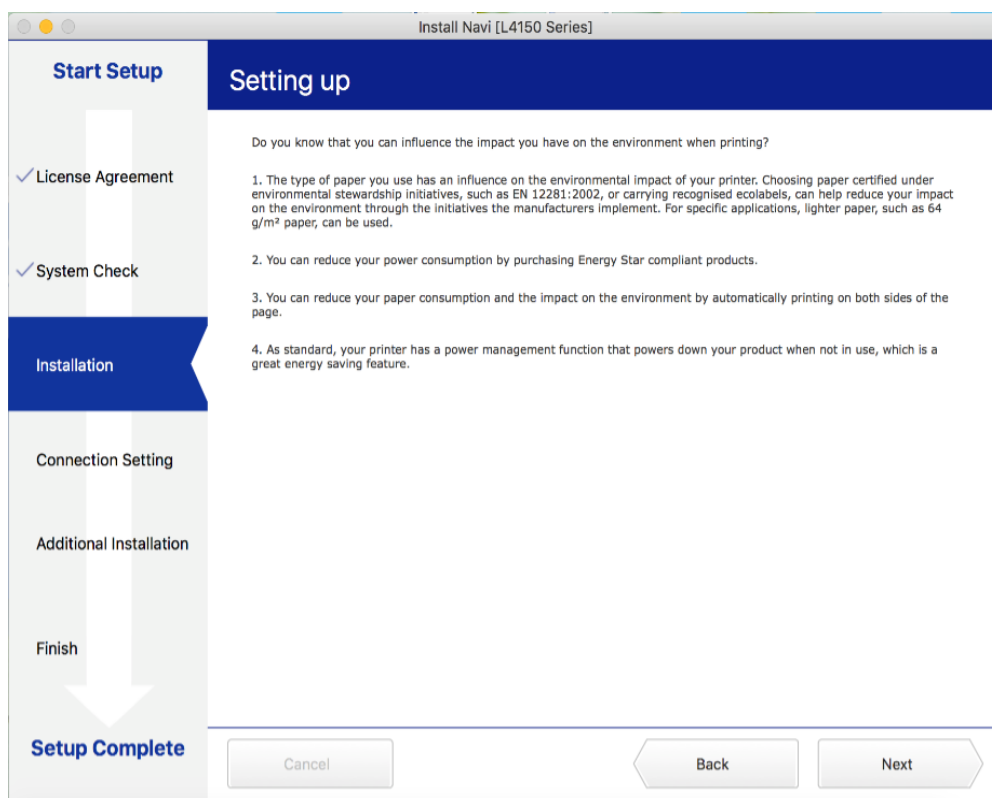 Install Navi [L4150 Series]
Start Setup
Setting up
Do you know that you can influence the impact you have on the environment when printing?
License Agreement
1. The type of paper you use has an influence on the environmental impact of your printer. Choosing paper certified under
environmental stewardship initiatives, such as EN 12281:2002, or carrying recognised ecolabels, can help reduce your impact
on the environment through the initiatives the manufacturers implement. For specific applications, lighter paper, such as 64
g/m² paper, can be used.
System Check
2. You can reduce your power consumption by purchasing Energy Star compliant products.
3. You can reduce your paper consumption and the impact on the environment by automatically printing on both sides of the
page.
Installation
4. As standard, your printer has a power management function that powers down your product when not in use, which is a
great energy saving feature.
Connection Setting
Additional Installation
Finish
Setup Complete
Cancel
Back
Next